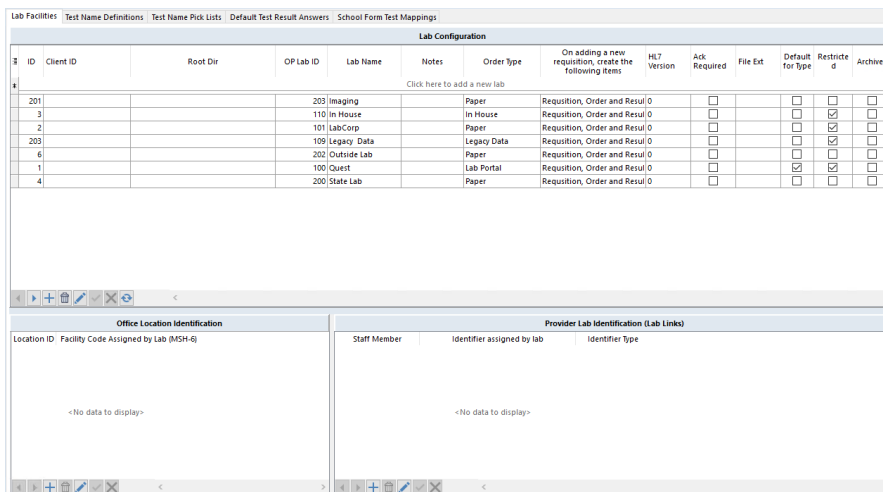 Lab Facilities Test Name Definitions Test Name Pick Lists Default Test Result Answers School Form Test Mappings
Lab Configuration
ID Client ID Root Dir OP Lab ID Lab Name Notes Order Type On adding a new requisition, create the following items HL7 Version Ack Required File Ext Default for Type Restricte d Archive
Click here to add a new lab
201 203 Imaging Paper Requsition, Order and Resul 0
3 110 In House In House Requsition, Order and Resul 0
2 101 LabCorp Paper Requsition, Order and Resul 0
203 109 Legacy Data Legacy Data Requsition, Order and Resul 0
6 202 Outside Lab Paper Requsition, Order and Resul 0
1 100 Quest Lab Portal Requsition, Order and Resul 0
4 200 State Lab Paper Requsition, Order and Resul 0
Office Location Identification
Location ID Facility Code Assigned by Lab (MSH-6)
<No data to display>
Provider Lab Identification (Lab Links)
Staff Member Identifier assigned by lab Identifier Type
<No data to display>